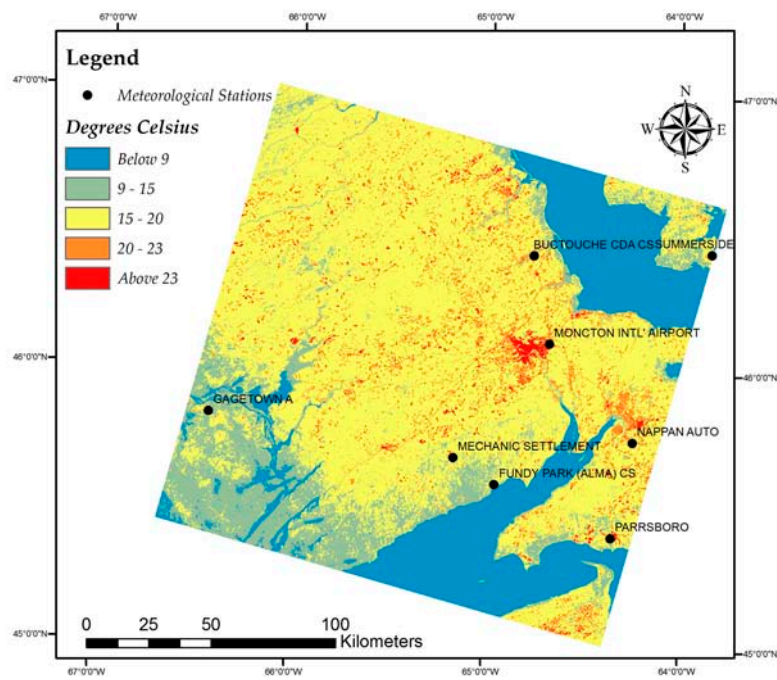 67°0'0"W 66°0'0"W 65°0'0"W 64°0'0"W
Legend
Meteorological Stations
Degrees Celsius
Below 9
9 - 15
15 - 20
20 - 23
Above 23
47°0'0"N
47°0'0"N
N
W E
S
BUCTOUCHE CDA CS
SUMMERSIDE
MONCTON INTL' AIRPORT
46°0'0"N
46°0'0"N
GAGETOWN A
NAPPAN AUTO
MECHANIC SETTLEMENT
FUNDY PARK (ALMA) CS
PARRSBORO
0 25 50 100
Kilometers
45°0'0"N
45°0'0"N
67°0'0"W 66°0'0"W 65°0'0"W 64°0'0"W